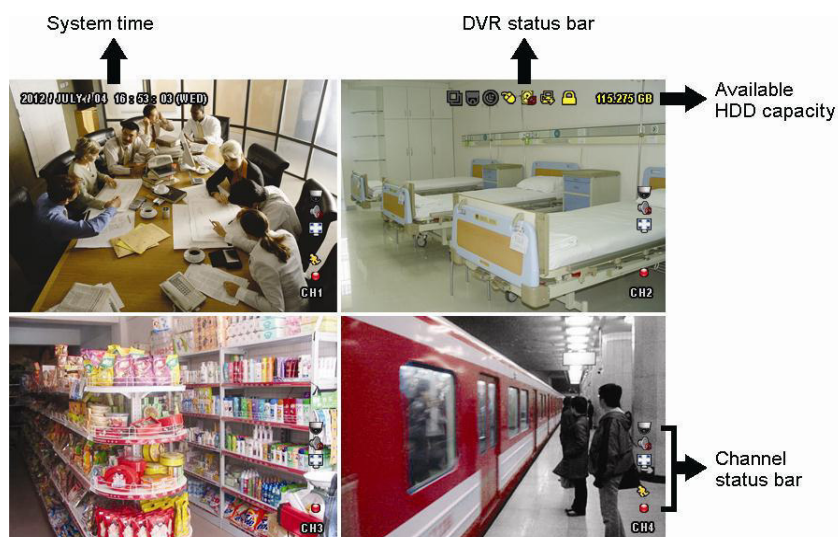 System time
DVR status bar
2012 / JULY / 04 16 : 53 : 03 (WED)
115.275 GB
Available
HDD capacity
CH1
CH2
CH3
CH4
Channel
status bar